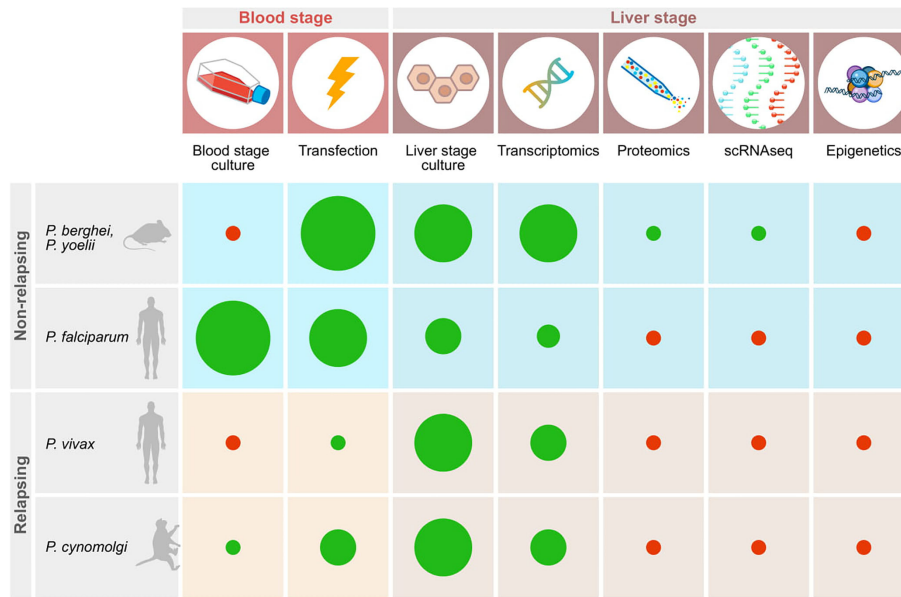 Blood stage
Liver stage
Blood stage
culture
Transfection
Liver stage
culture
Transcriptomics
Proteomics
scRNAseq
Epigenetics
Non-relapsing
P. berghei,
P. yoelii
P. falciparum
Relapsing
P. vivax
P. cynomolgi